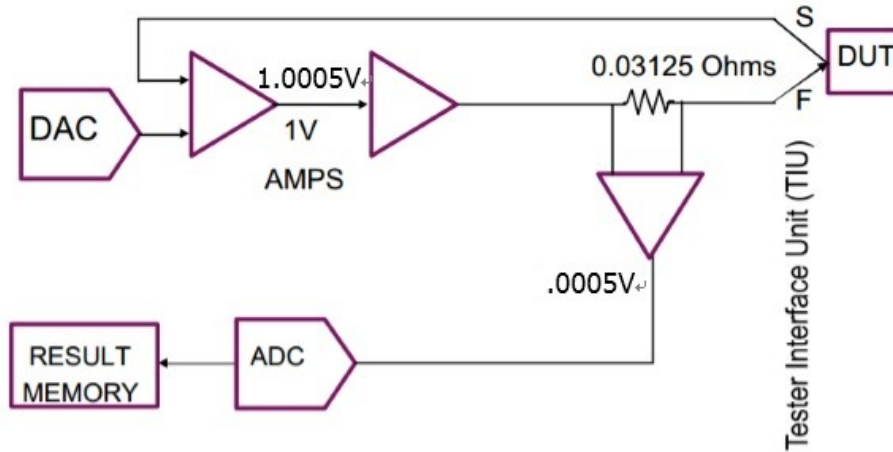 S
1.0005V↵
0.03125 Ohms
DUT
DAC
1V
F
AMPS
Tester Interface Unit (TIU)
.0005V↵
RESULT
MEMORY
ADC